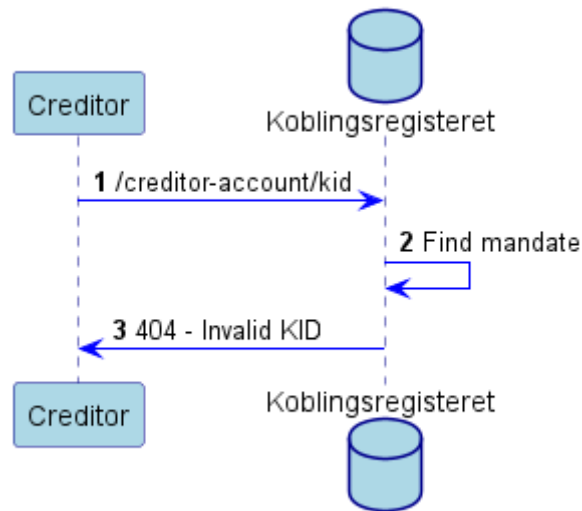 Creditor
Koblingsregisteret
1 /creditor-account/kid
2 Find mandate
3 404 - Invalid KID
Creditor
Koblingsregisteret